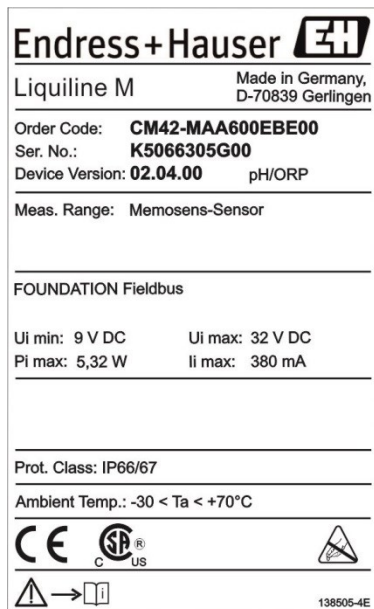 Endress+Hauser EH
Liquiline M
Made in Germany,
D-70839 Gerlingen
Order Code: CM42-MAA600EBE00
Ser. No.: K5066305G00
Device Version: 02.04.00 pH/ORP
Meas. Range: Memosens-Sensor
FOUNDATION Fieldbus
Ui min: 9 V DC Ui max: 32 V DC
Pi max: 5,32 W Ii max: 380 mA
Prot. Class: IP66/67
Ambient Temp.: -30 < Ta < +70°C
CE C SA ® C US
i
138505-4E